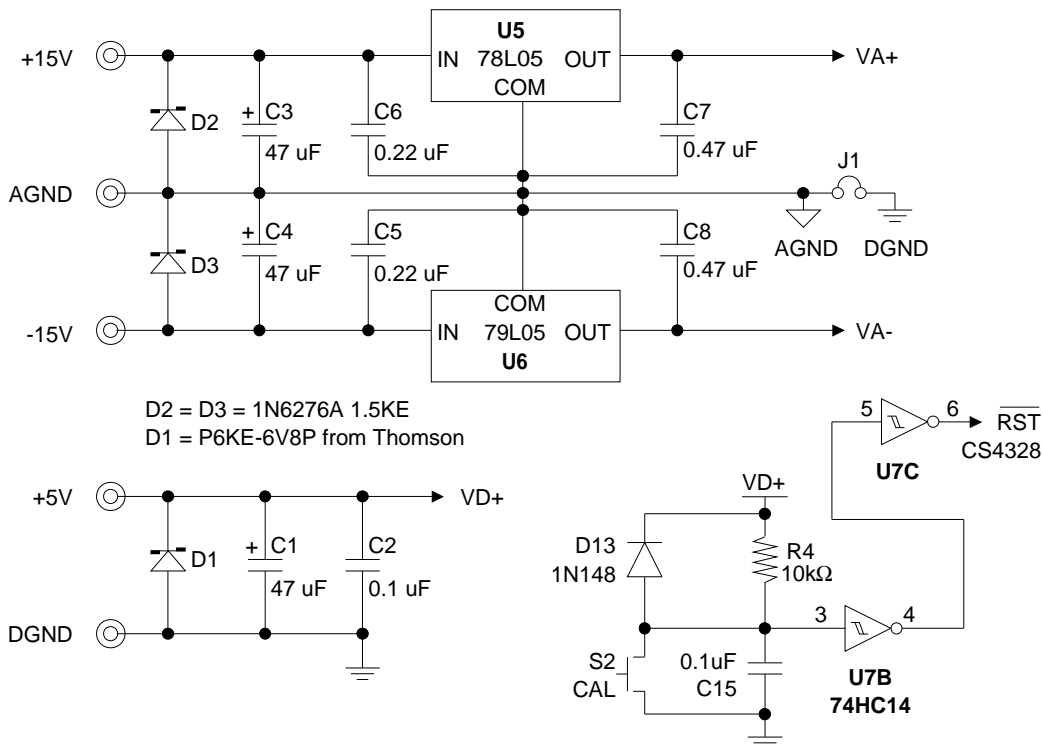 U5
+15V
IN 78L05 OUT
COM
VA+
D2
+ C3
47 uF
C6
0.22 uF
C7
0.47 uF
J1
AGND
AGND
DGND
D3
+ C4
47 uF
C5
0.22 uF
C8
0.47 uF
COM
-15V
IN 79L05 OUT
U6
VA-
D2 = D3 = 1N6276A 1.5KE
D1 = P6KE-6V8P from Thomson
+5V
VD+
D1
+ C1
47 uF
C2
0.1 uF
DGND
5
6
RST
CS4328
U7C
VD+
D13
1N148
R4
10kΩ
3
4
S2
CAL
0.1uF
C15
U7B
74HC14